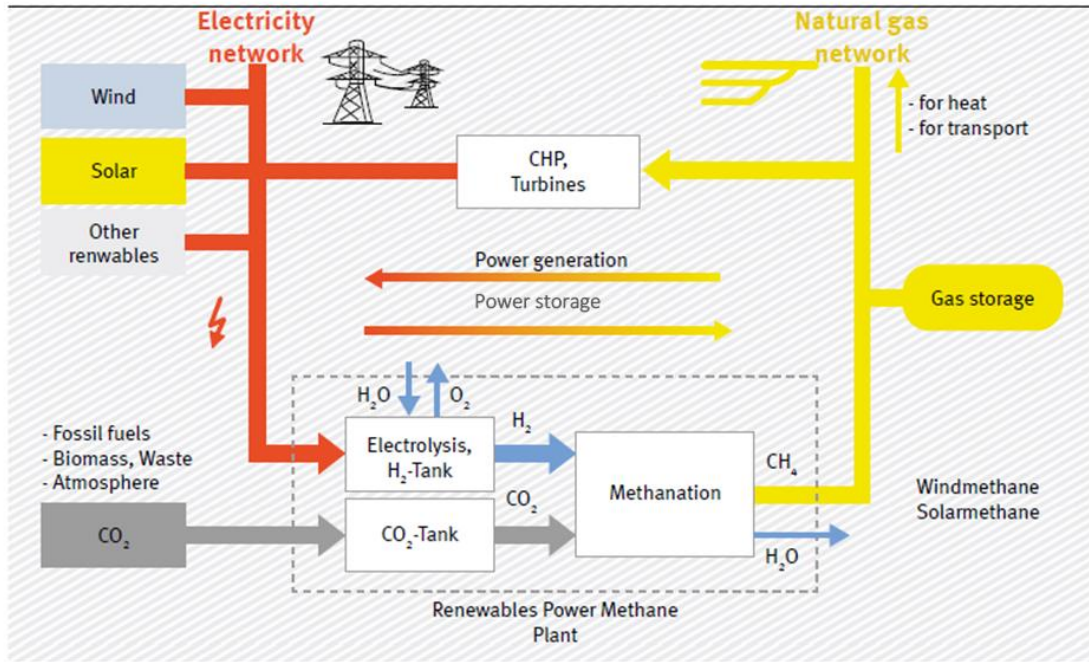 Electricity
network
Natural gas
network
Wind
- for heat
- for transport
Solar
CHP,
Turbines
Other
renwables
Power generation
Power storage
Gas storage
H₂O
O₂
- Fossil fuels
- Biomass, Waste
- Atmosphere
Electrolysis,
H₂-Tank
H₂
Methanation
CH₄
Windmethane
Solarmethane
CO₂
CO₂-Tank
CO₂
H₂O
Renewables Power Methane
Plant